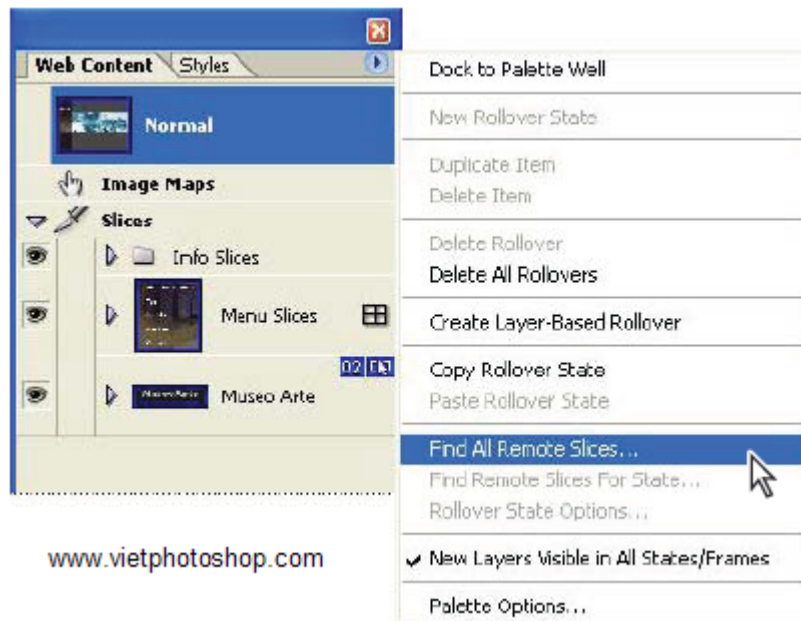 Web Content Styles
Normal
Image Maps
Slices
Info Slices
Menu Slices
02
Museo Arte
www.vietphotoshop.com
Dock to Palette Well
New Rollover State
Duplicate Item
Delete Item
Delete Rollover
Delete All Rollovers
Create Layer-Based Rollover
Copy Rollover State
Paste Rollover State
Find All Remote Slices...
Find Remote Slices For State...
Rollover State Options...
New Layers Visible in All States/Frames
Palette Options...